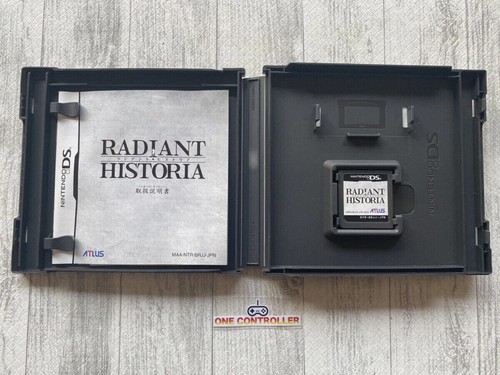 NINTENDO DS
RADIANT
HISTORIA
取扱説明書
ATLUS
MAA-NTR-BRJJ-JPN
NINTENDO DS
RADIANT
HISTORIA
ATLUS
ONE CONTROLLER